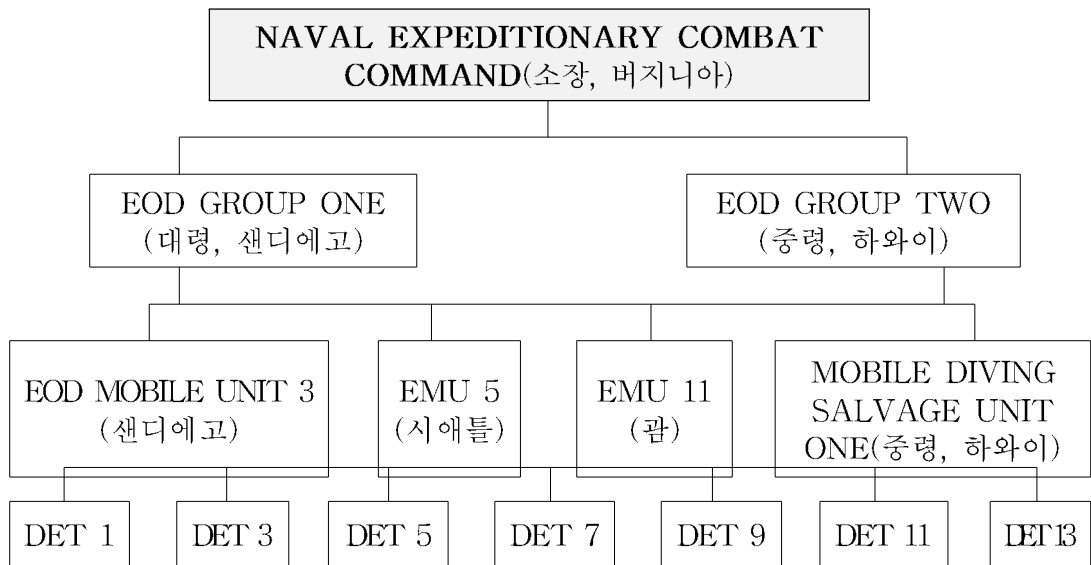 NAVAL EXPEDITIONARY COMBAT
COMMAND(소장, 버지니아)
EOD GROUP ONE
(대령, 샌디에고)
EOD GROUP TWO
(중령, 하와이)
EOD MOBILE UNIT 3
(샌디에고)
EMU 5
(시애틀)
EMU 11
(괌)
MOBILE DIVING
SALVAGE UNIT
ONE(중령, 하와이)
DET 1
DET 3
DET 5
DET 7
DET 9
DET 11
DET13